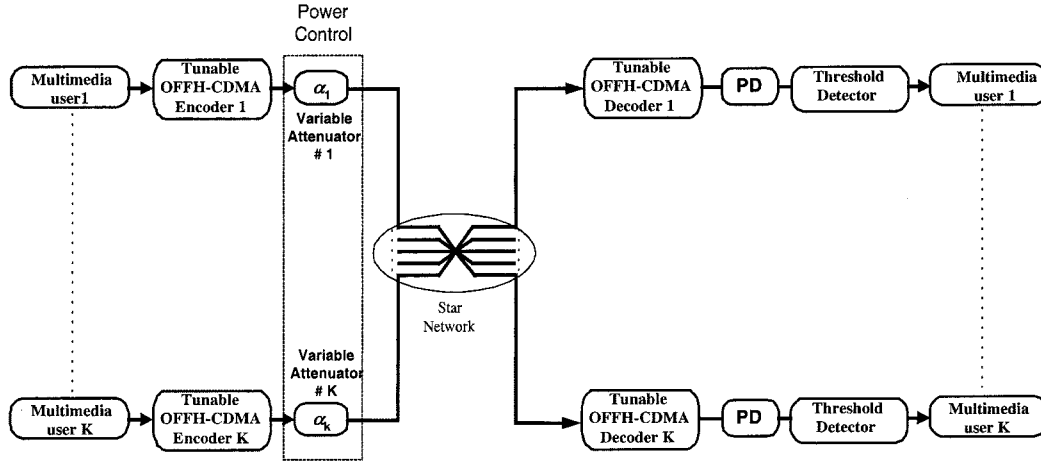 Power
Control
Multimedia
user1
Tunable
OFFH-CDMA
Encoder 1
α1
Variable
Attenuator
# 1
Tunable
OFFH-CDMA
Decoder 1
PD
Threshold
Detector
Multimedia
user 1
Star
Network
Multimedia
user K
Tunable
OFFH-CDMA
Encoder K
Variable
Attenuator
# K
αk
Tunable
OFFH-CDMA
Decoder K
PD
Threshold
Detector
Multimedia
user K